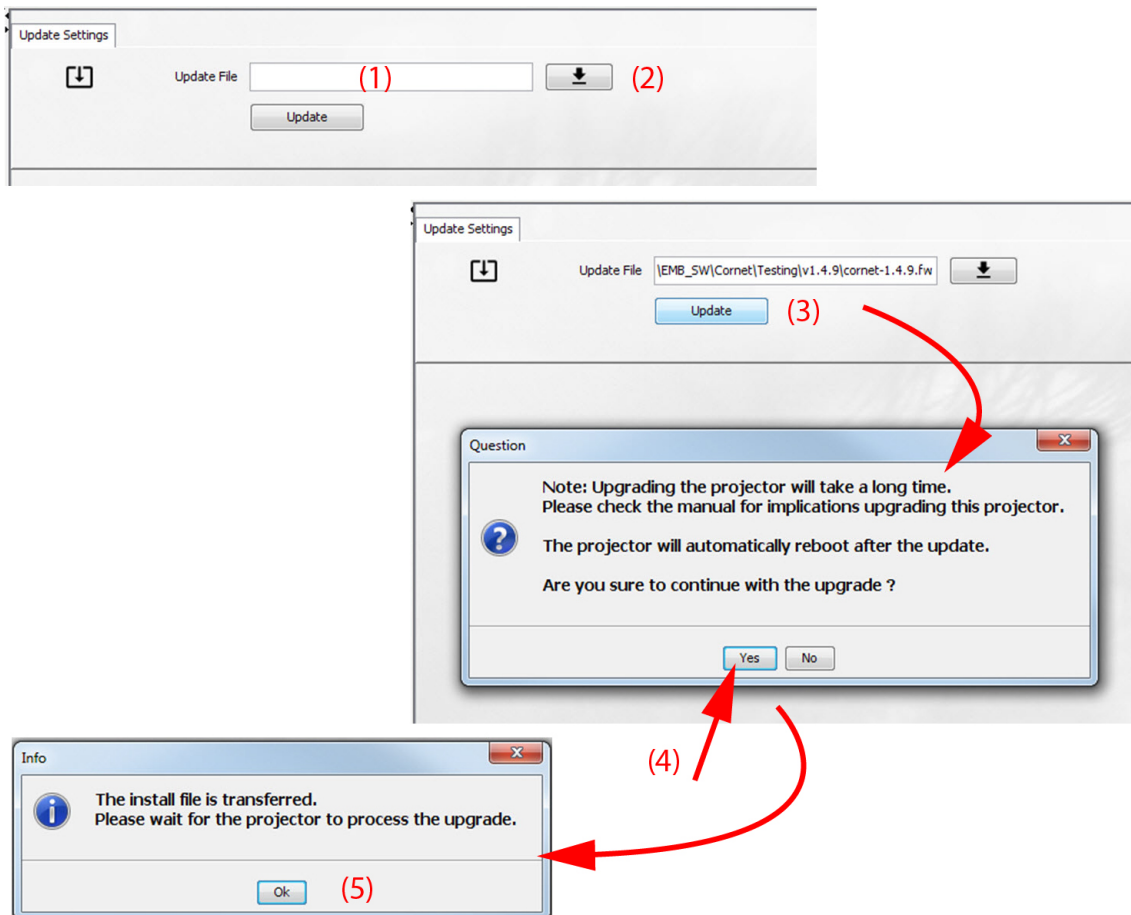 Update Settings
Update File (1) (2)
Update
Update Settings
Update File \EMB_SW\Cornet\Testing\v1.4.9\cornet-1.4.9.fw
Update (3)
Question
Note: Upgrading the projector will take a long time.
Please check the manual for implications upgrading this projector.
The projector will automatically reboot after the update.
Are you sure to continue with the upgrade ?
Yes No
(4)
Info
The install file is transferred.
Please wait for the projector to process the upgrade.
Ok (5)